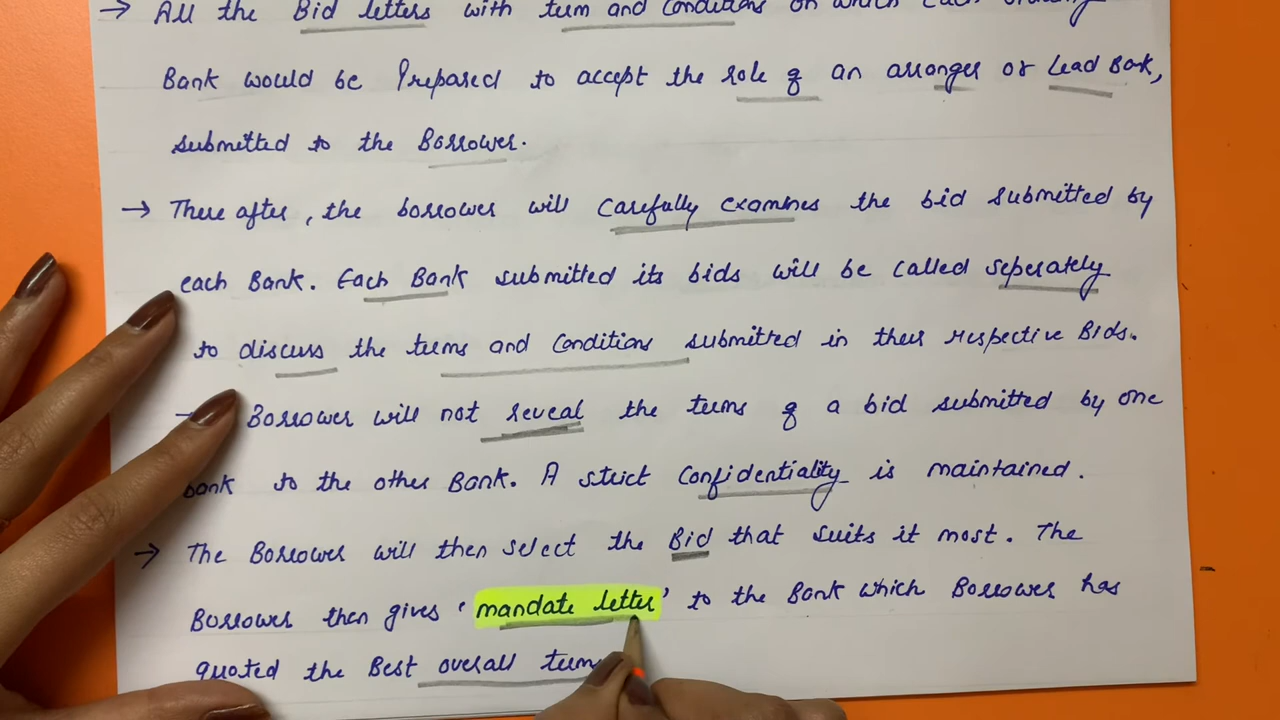 → All the Bid letters with term and Conditions on which each
Bank would be Prepared to accept the role of an arranger or Lead Bank,
submitted to the Borrower.
→ There after, the borrower will Carefully examines the bid submitted by
each Bank. Each Bank submitted its bids will be called seperately
to discuss the terms and Conditions submitted in their respective Bids.
→ Borrower will not reveal the terms of a bid submitted by one
bank to the other Bank. A strict Confidentiality is maintained.
→ The Borrower will then select the Bid that suits it most. The
Borrower then gives 'mandate letter' to the Bank which Borrower has
quoted the Best overall term